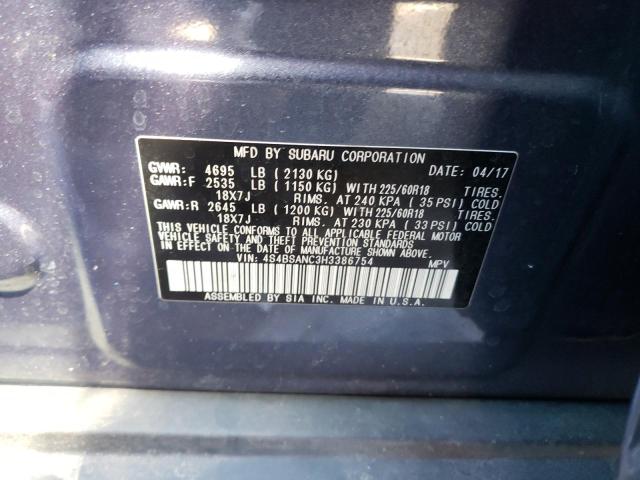 MFD BY SUBARU CORPORATION DATE: 04/17
GVWR: 4695 LB (2130 KG)
GAWR:F 2535 LB (1150 KG) WITH 225/60R18 TIRES.
18X7J RIMS. AT 240 KPA (35 PSI) COLD
GAWR:R 2645 LB (1200 KG) WITH 225/60R18 TIRES.
18X7J RIMS. AT 230 KPA (33 PSI) COLD
THIS VEHICLE CONFORMS TO ALL APPLICABLE FEDERAL MOTOR
VEHICLE SAFETY, BUMPER, AND THEFT PREVENTION STANDARDS
IN EFFECT ON THE DATE OF MANUFACTURE SHOWN ABOVE.
VIN: 4S4BSANC3H3386754 MPV
ASSEMBLED BY SIA INC. MADE IN U.S.A.